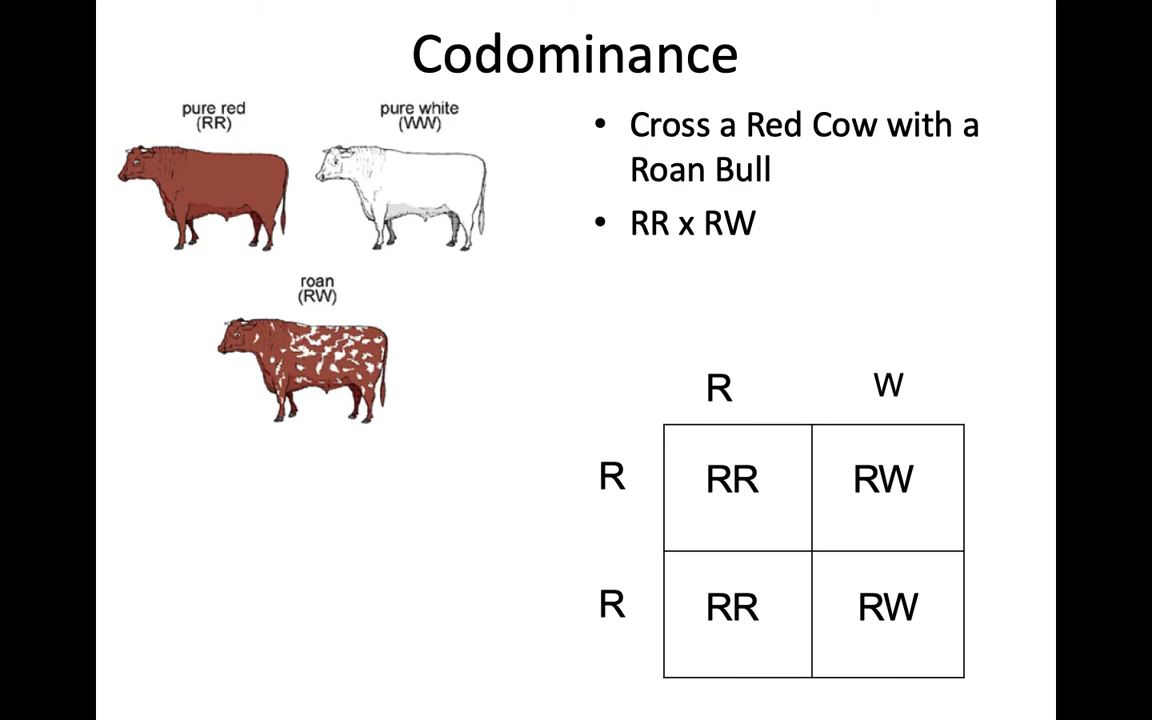 Codominance
pure red
(RR)
pure white
(WW)
roan
(RW)
• Cross a Red Cow with a
Roan Bull
• RR x RW
R W
R RR RW
R RR RW